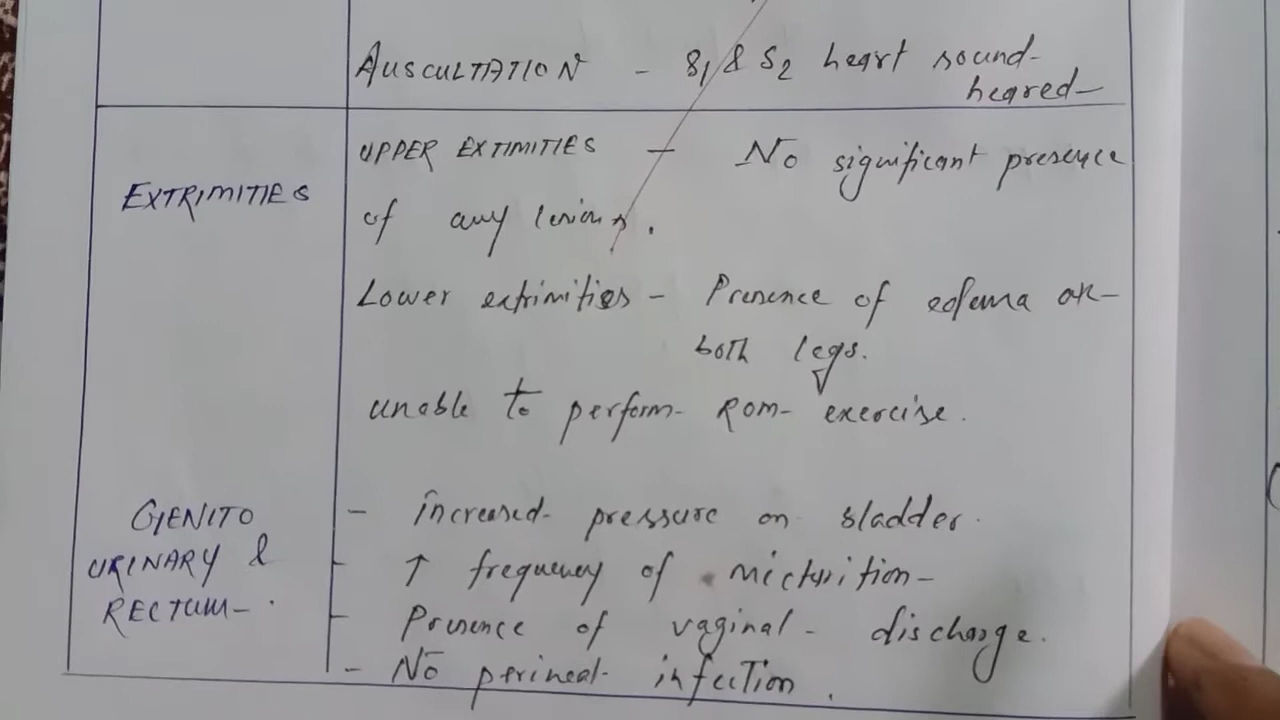 AUSCULTATION - S1 & S2 heart sound
heared
EXTRIMITIES
UPPER EXTIMITIES - No significant presence
of any lesions.
Lower extrimities - Presence of edema on
both legs.
unable to perform ROM exercise.
GENITO
URINARY &
RECTUM-.
- increased pressure on bladder.
- ↑ frequency of micturition
- Presence of vaginal discharge.
- No perineal infection.